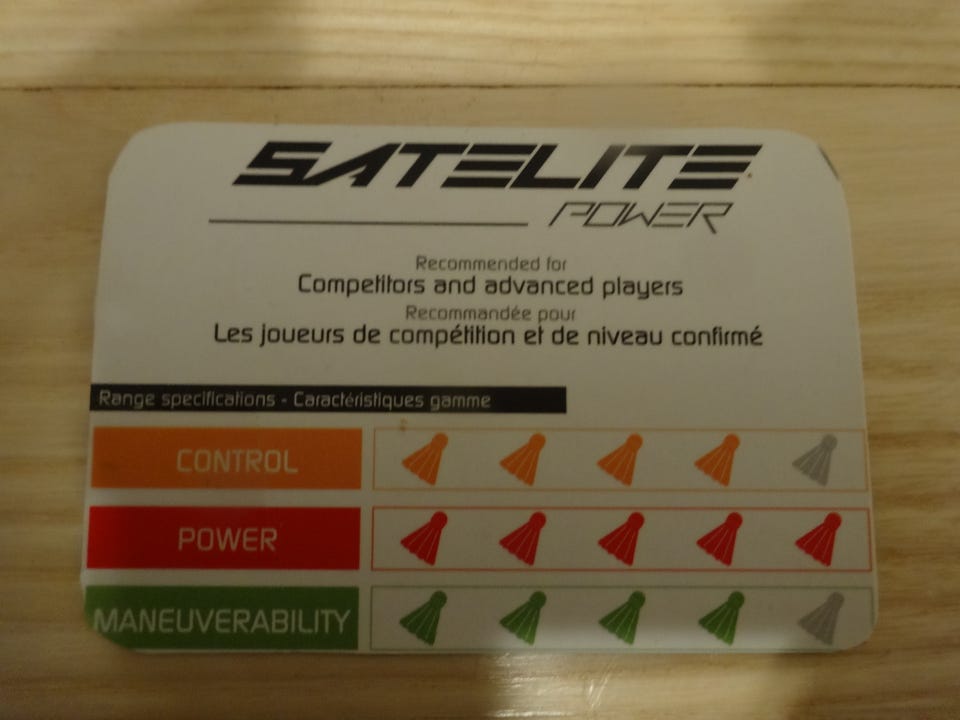 SATELITE
POWER
Recommended for
Competitors and advanced players
Recommandée pour
Les joueurs de compétition et de niveau confirmé
Range specifications - Caractéristiques gamme
CONTROL
POWER
MANEUVERABILITY